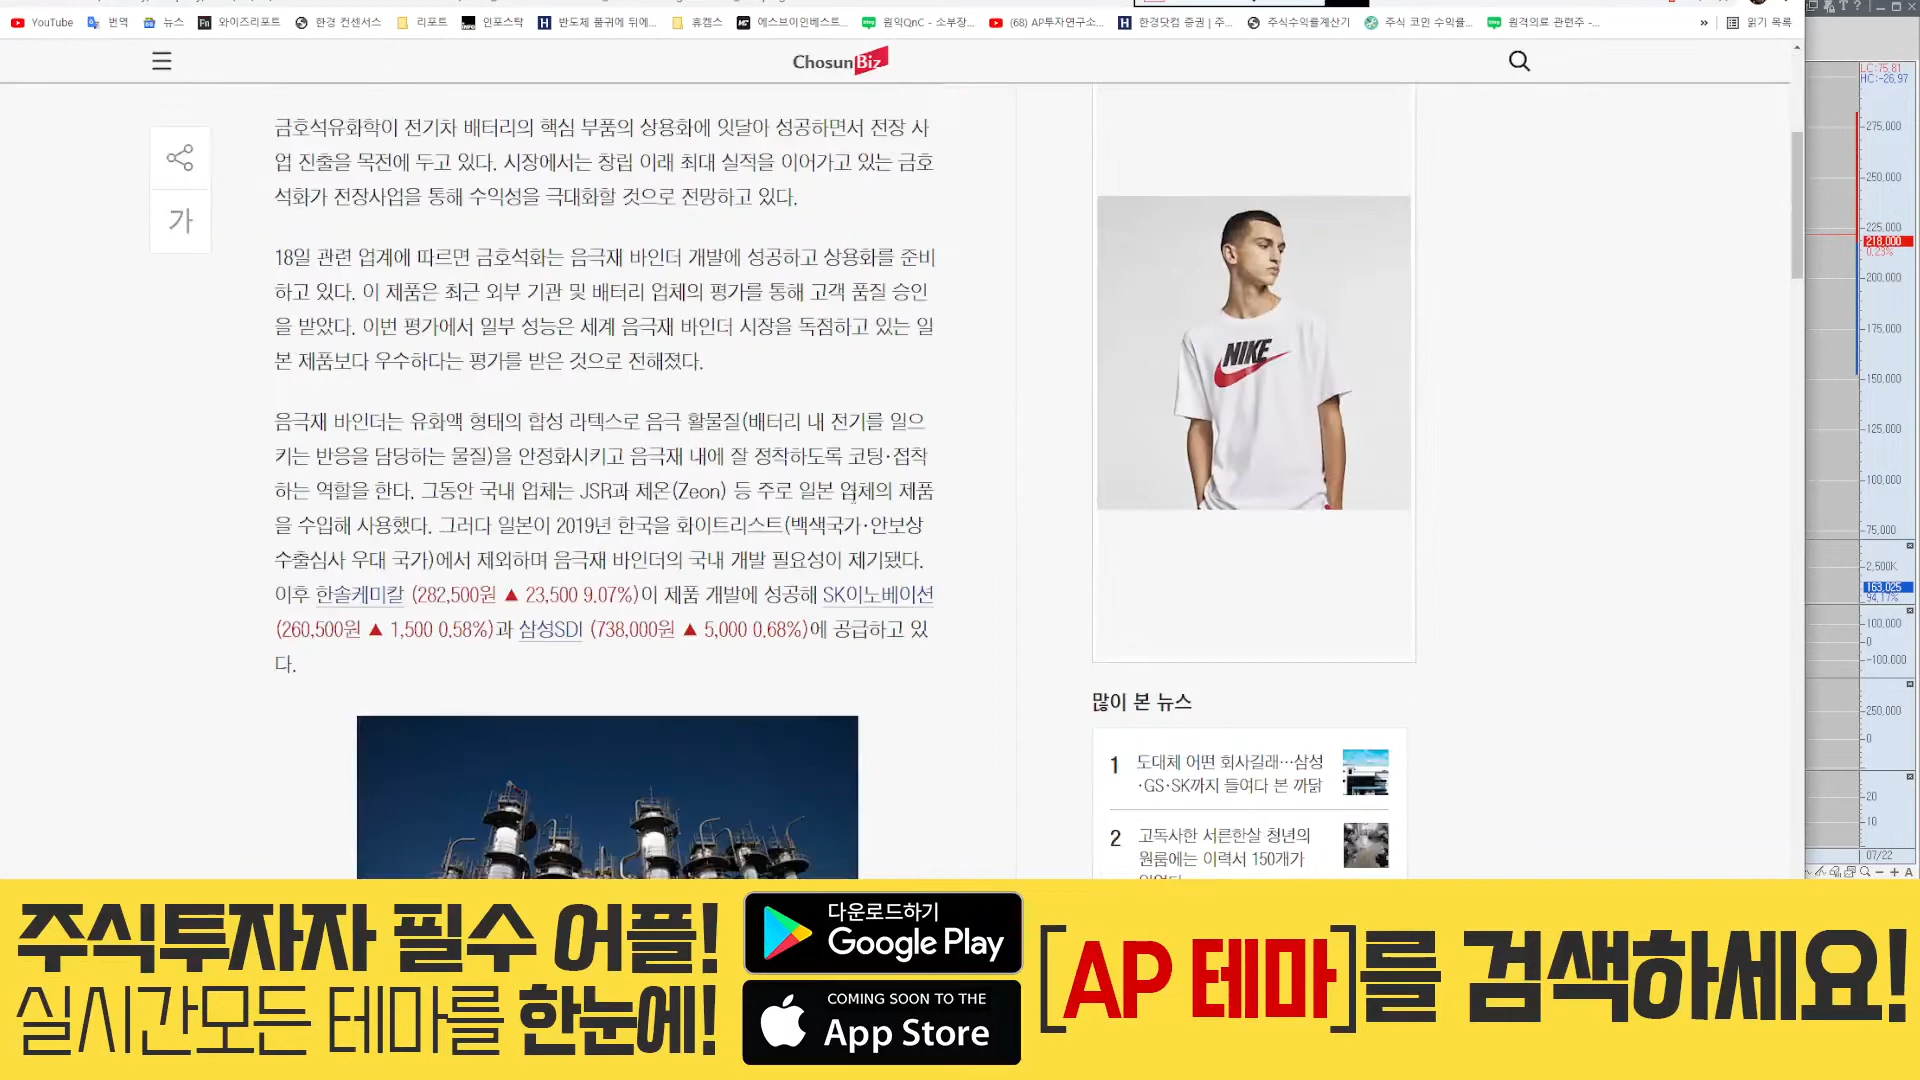 YouTube 번역 뉴스 와이즈리포트 한경 컨센서스 리포트 인포스탁 반도체 품귀에 뒤에... 휴캠스 에스브이인베스트... 원익QnC - 소부장... (68) AP투자연구소... 한경닷컴 증권 | 주... 주식수익률계산기 주식 코인 수익률... 원격의료 관련주 -... » 읽기 목록
ChosunBiz
가
금호석유화학이 전기차 배터리의 핵심 부품의 상용화에 잇달아 성공하면서 전장 사
업 진출을 목전에 두고 있다. 시장에서는 창립 이래 최대 실적을 이어가고 있는 금호
석화가 전장사업을 통해 수익성을 극대화할 것으로 전망하고 있다.
18일 관련 업계에 따르면 금호석화는 음극재 바인더 개발에 성공하고 상용화를 준비
하고 있다. 이 제품은 최근 외부 기관 및 배터리 업체의 평가를 통해 고객 품질 승인
을 받았다. 이번 평가에서 일부 성능은 세계 음극재 바인더 시장을 독점하고 있는 일
본 제품보다 우수하다는 평가를 받은 것으로 전해졌다.
음극재 바인더는 유화액 형태의 합성 라텍스로 음극 활물질(배터리 내 전기를 일으
키는 반응을 담당하는 물질)을 안정화시키고 음극재 내에 잘 정착하도록 코팅·접착
하는 역할을 한다. 그동안 국내 업체는 JSR과 제온(Zeon) 등 주로 일본 업체의 제품
을 수입해 사용했다. 그러다 일본이 2019년 한국을 화이트리스트(백색국가·안보상
수출심사 우대 국가)에서 제외하며 음극재 바인더의 국내 개발 필요성이 제기됐다.
이후 한솔케미칼 (282,500원 ▲ 23,500 9.07%)이 제품 개발에 성공해 SK이노베이션
(260,500원 ▲ 1,500 0.58%)과 삼성SDI (738,000원 ▲ 5,000 0.68%)에 공급하고 있
다.
NIKE
많이 본 뉴스
1 도대체 어떤 회사길래…삼성
·GS·SK까지 들여다 본 까닭
2 고독사한 서른한살 청년의
원룸에는 이력서 150개가
LC:75.81
HC:-26.97
275,000
250,000
225,000
218,000
0.23%
200,000
175,000
150,000
125,000
100,000
75,000
2,500K
163,025
94.17%
100,000
0
-100,000
250,000
0
20
10
07/22
주식투자자 필수 어플!
실시간모든 테마를 한눈에!
다운로드하기
Google Play
COMING SOON TO THE
App Store
[AP 테마]를 검색하세요!